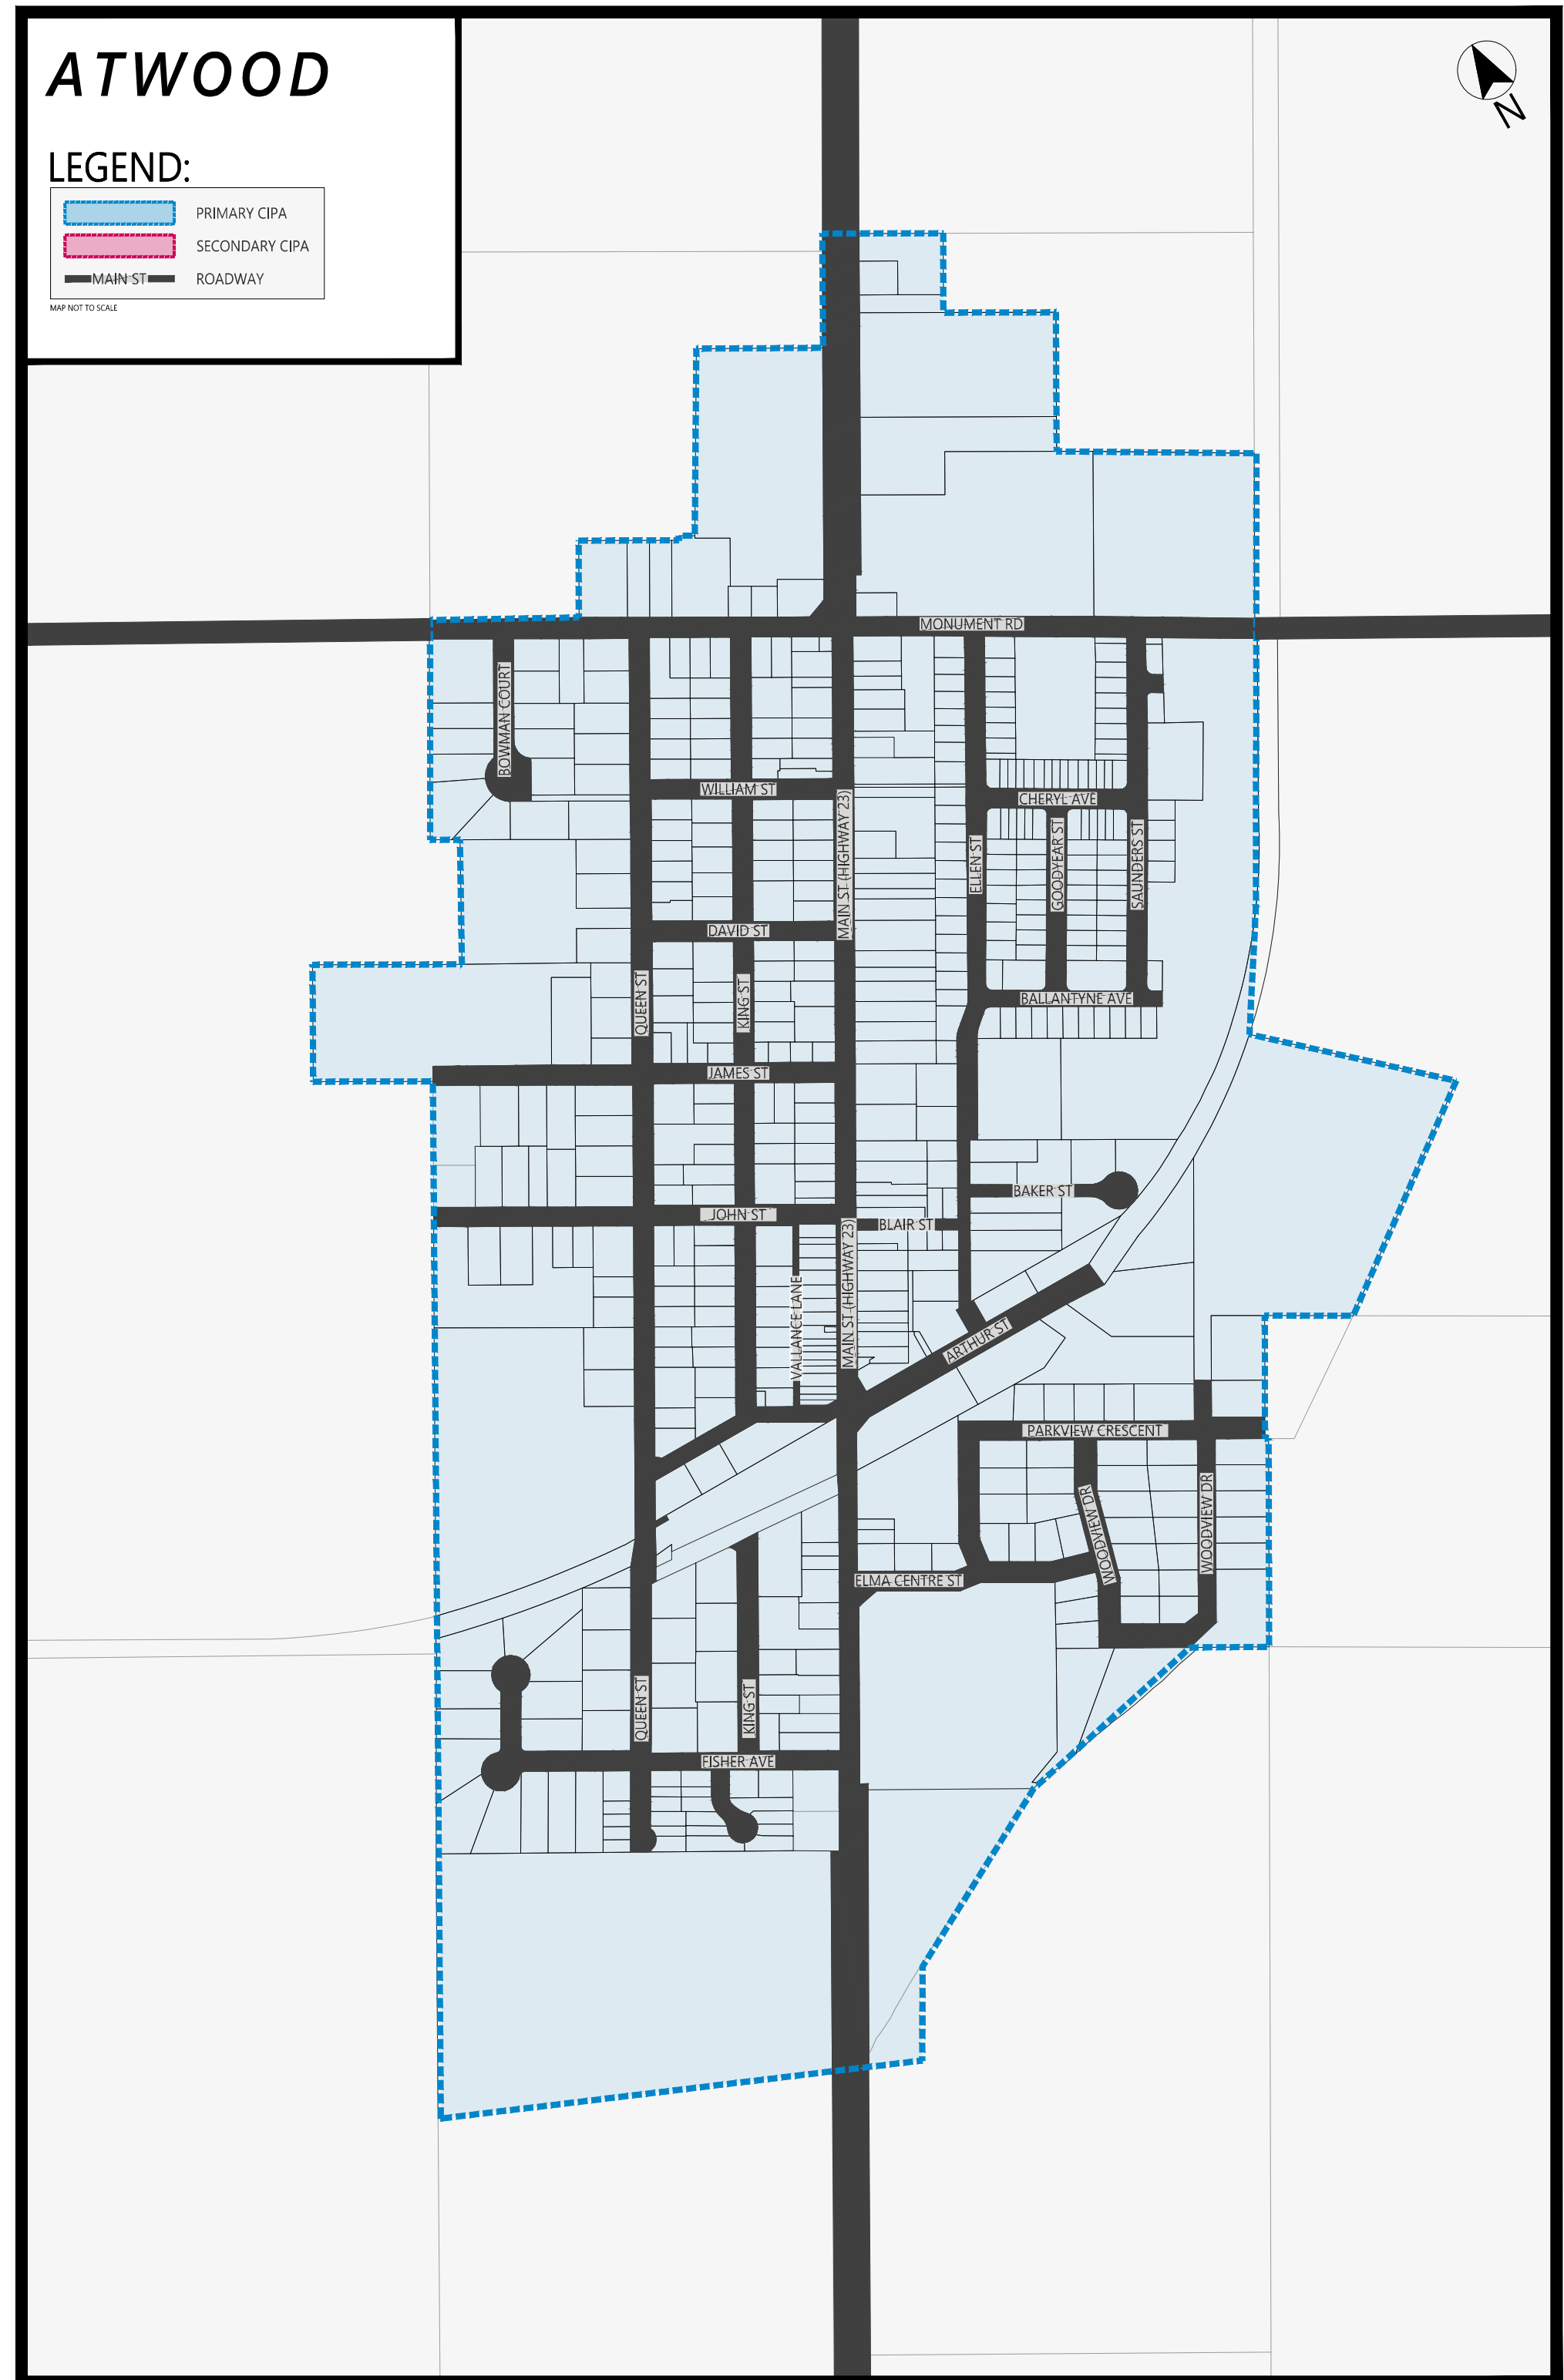 ATWOOD
N
LEGEND:
PRIMARY CIPA
SECONDARY CIPA
MAIN ST
ROADWAY
MAP NOT TO SCALE
MONUMENT RD
BOWMAN COURT
WILLIAM ST
CHERYL AVE
MAIN ST (HIGHWAY 23)
ELLEN ST
GOODYEAR ST
SAUNDERS ST
DAVID ST
QUEEN ST
KING ST
BALLANTYNE AVE
JAMES ST
BAKER ST
JOHN ST
BLAIR ST
VALLANCE LANE
MAIN ST (HIGHWAY 23)
ARTHUR ST
PARKVIEW CRESCENT
WOODVIEW DR
WOODVIEW DR
ELMA CENTRE ST
QUEEN ST
KING ST
FISHER AVE